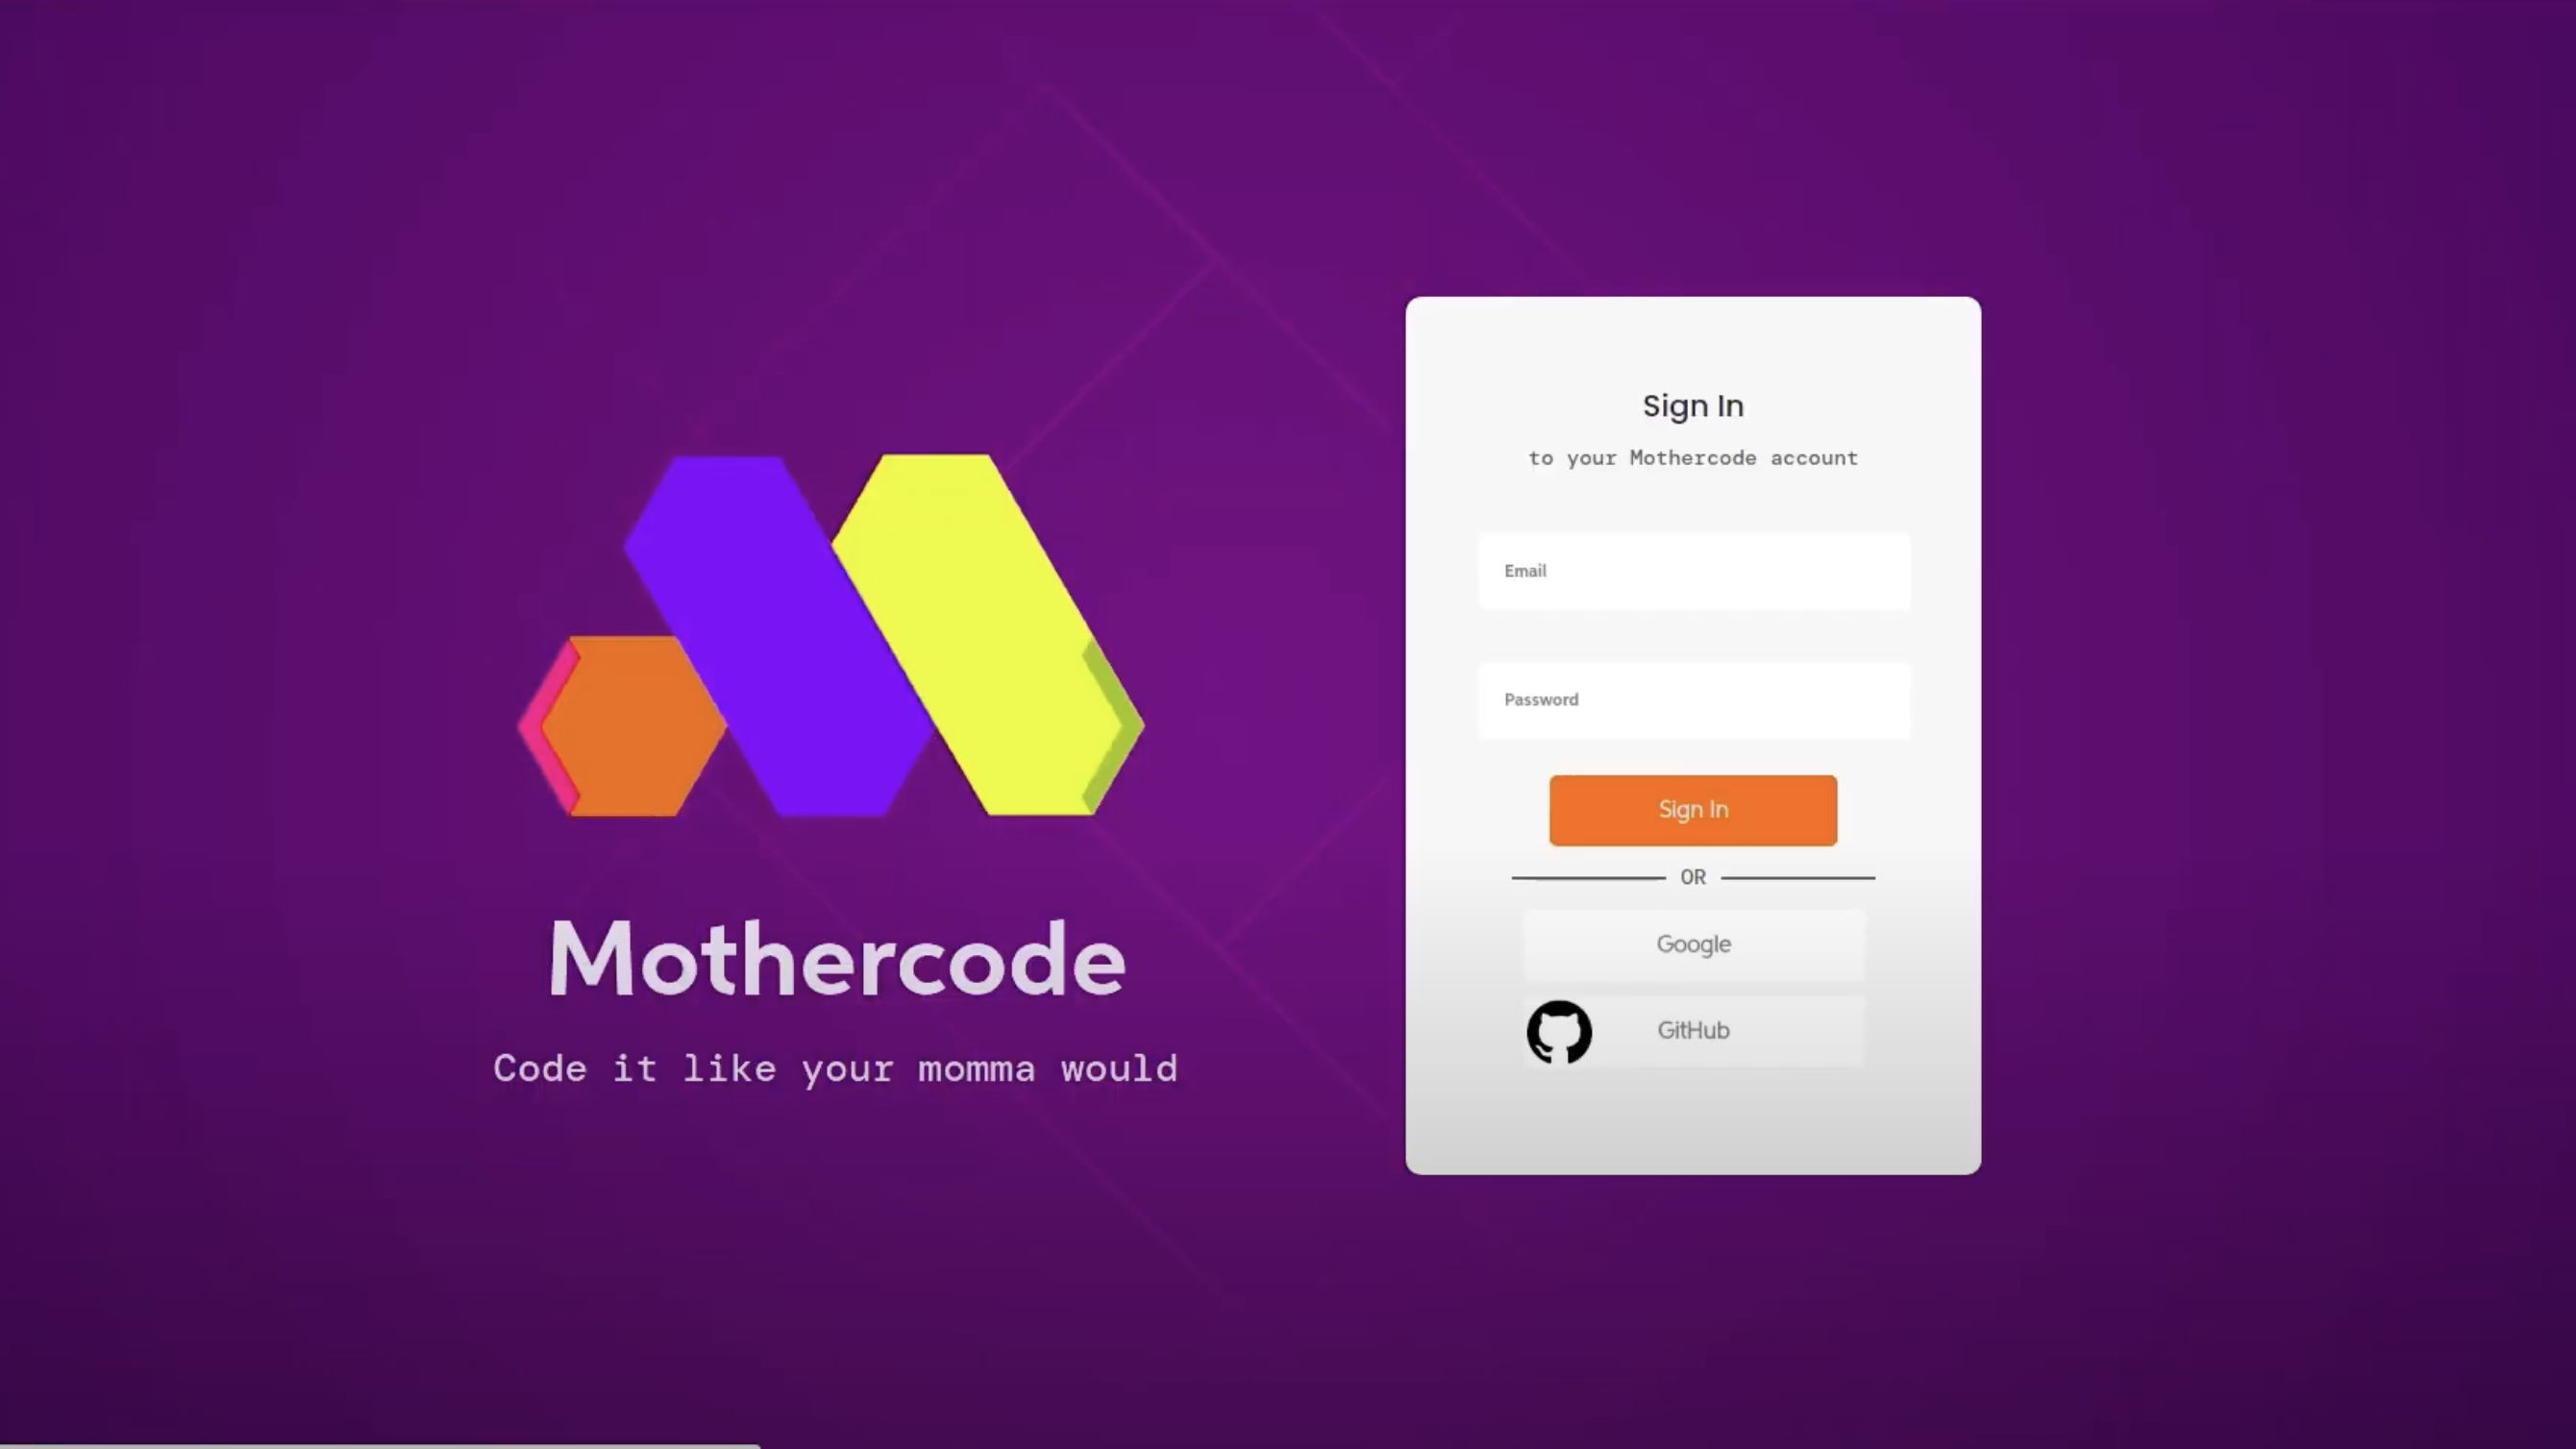 Mothercode
Code it like your momma would
Sign In
to your Mothercode account
Email
Password
Sign In
OR
Google
GitHub